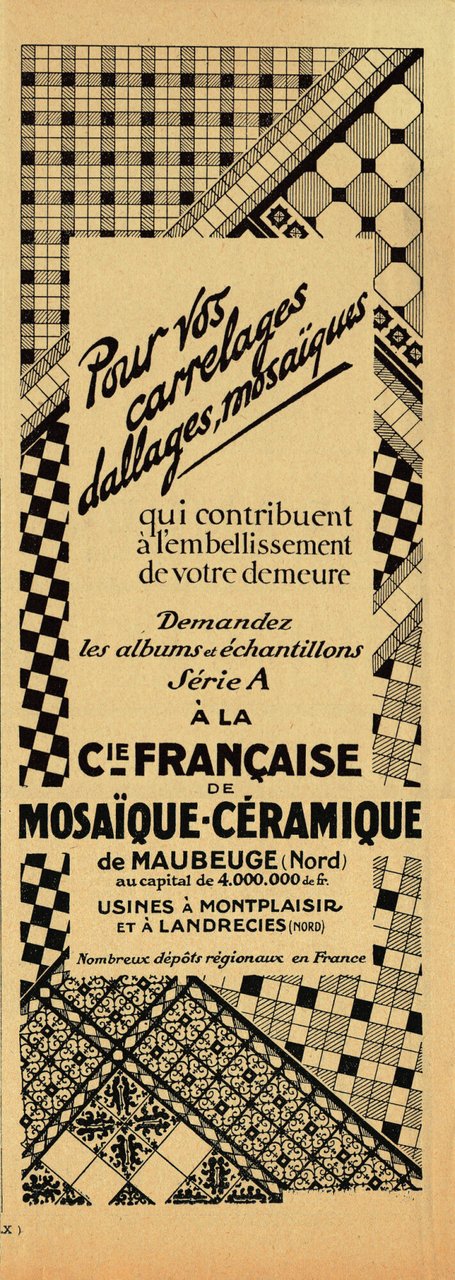 Pour vos
carrelages
dallages, mosaïques
qui contribuent
à l'embellissement
de votre demeure
Demandez
les albums et échantillons
Série A
À LA
CIE FRANÇAISE
DE
MOSAÏQUE-CÉRAMIQUE
de MAUBEUGE (Nord)
au capital de 4.000.000 de fr.
USINES À MONTPLAISIR
ET À LANDRECIES (NORD)
Nombreux dépôts régionaux en France
X )